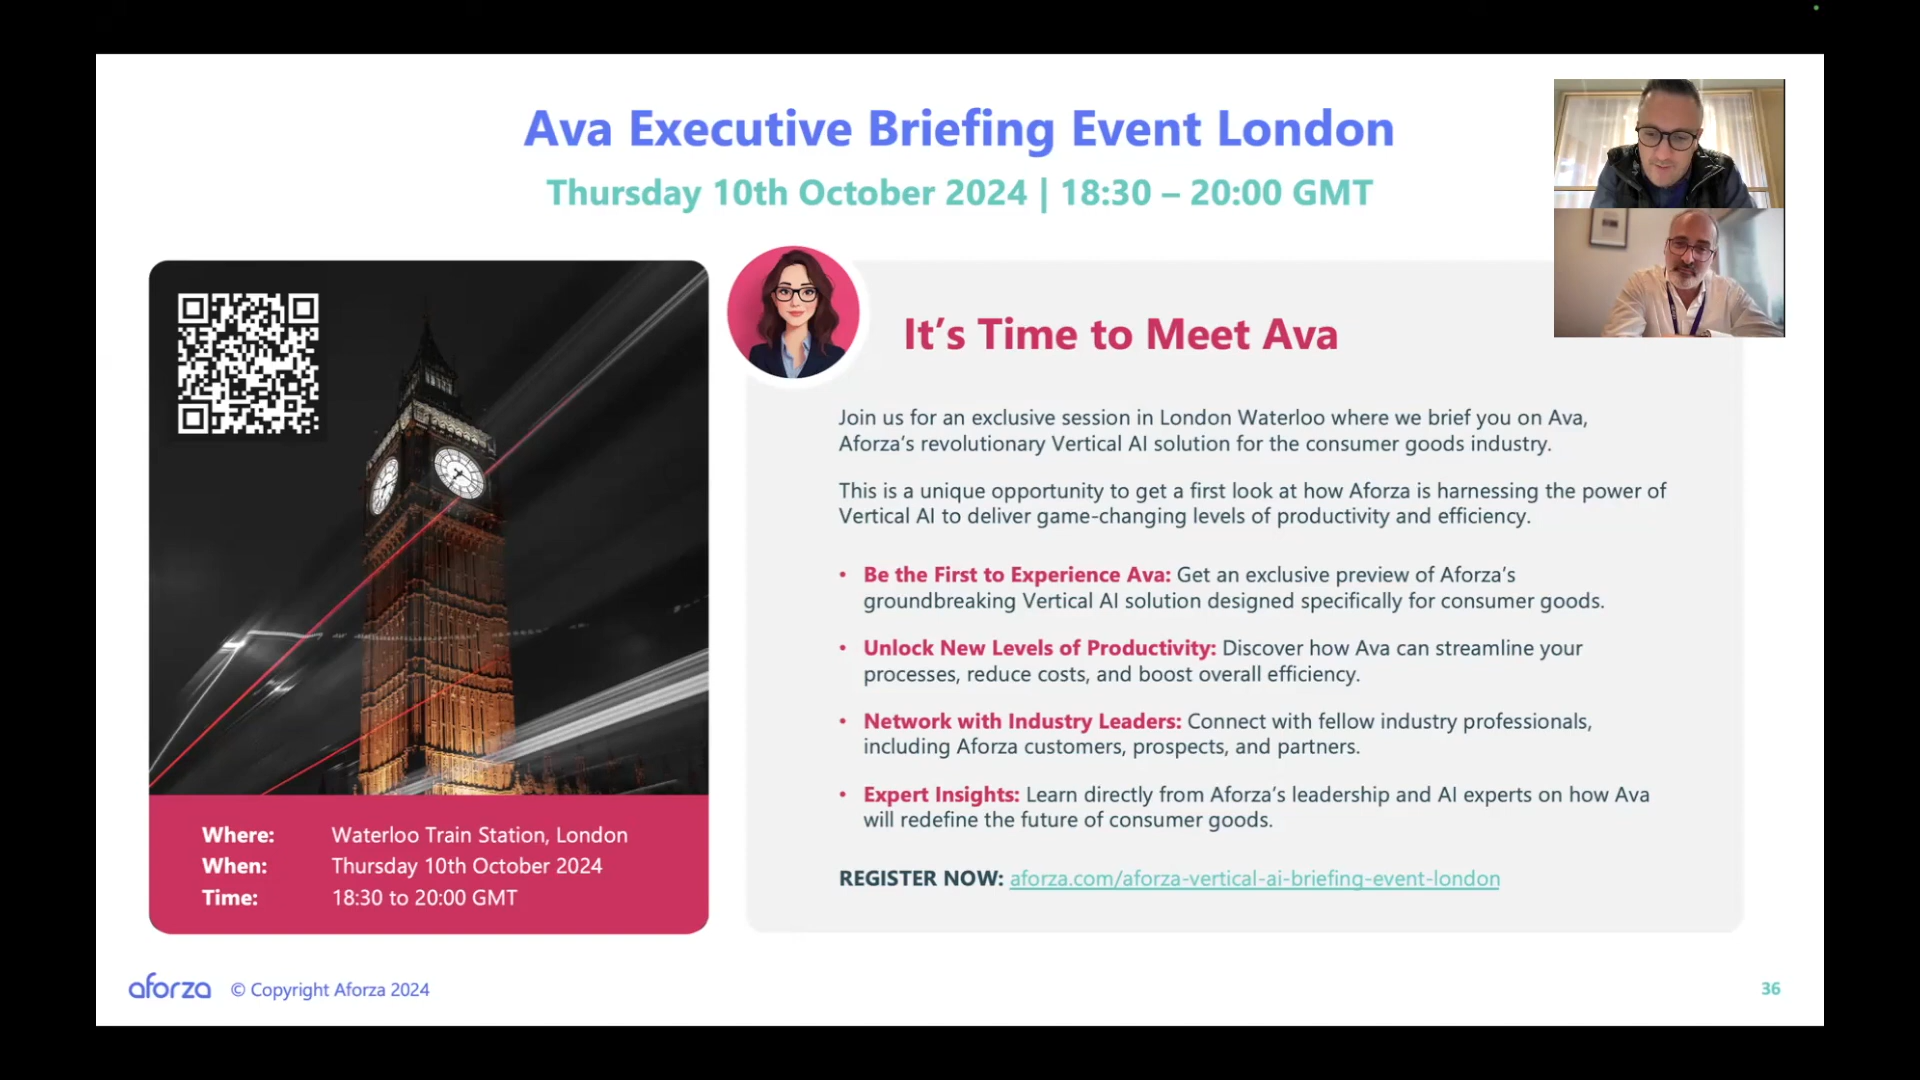 Ava Executive Briefing Event London
Thursday 10th October 2024 | 18:30 – 20:00 GMT
It’s Time to Meet Ava
Join us for an exclusive session in London Waterloo where we brief you on Ava,
Aforza’s revolutionary Vertical AI solution for the consumer goods industry.
This is a unique opportunity to get a first look at how Aforza is harnessing the power of
Vertical AI to deliver game-changing levels of productivity and efficiency.
• Be the First to Experience Ava: Get an exclusive preview of Aforza’s
groundbreaking Vertical AI solution designed specifically for consumer goods.
• Unlock New Levels of Productivity: Discover how Ava can streamline your
processes, reduce costs, and boost overall efficiency.
• Network with Industry Leaders: Connect with fellow industry professionals,
including Aforza customers, prospects, and partners.
• Expert Insights: Learn directly from Aforza’s leadership and AI experts on how Ava
will redefine the future of consumer goods.
REGISTER NOW: aforza.com/aforza-vertical-ai-briefing-event-london
Where: Waterloo Train Station, London
When: Thursday 10th October 2024
Time: 18:30 to 20:00 GMT
aforza © Copyright Aforza 2024
36